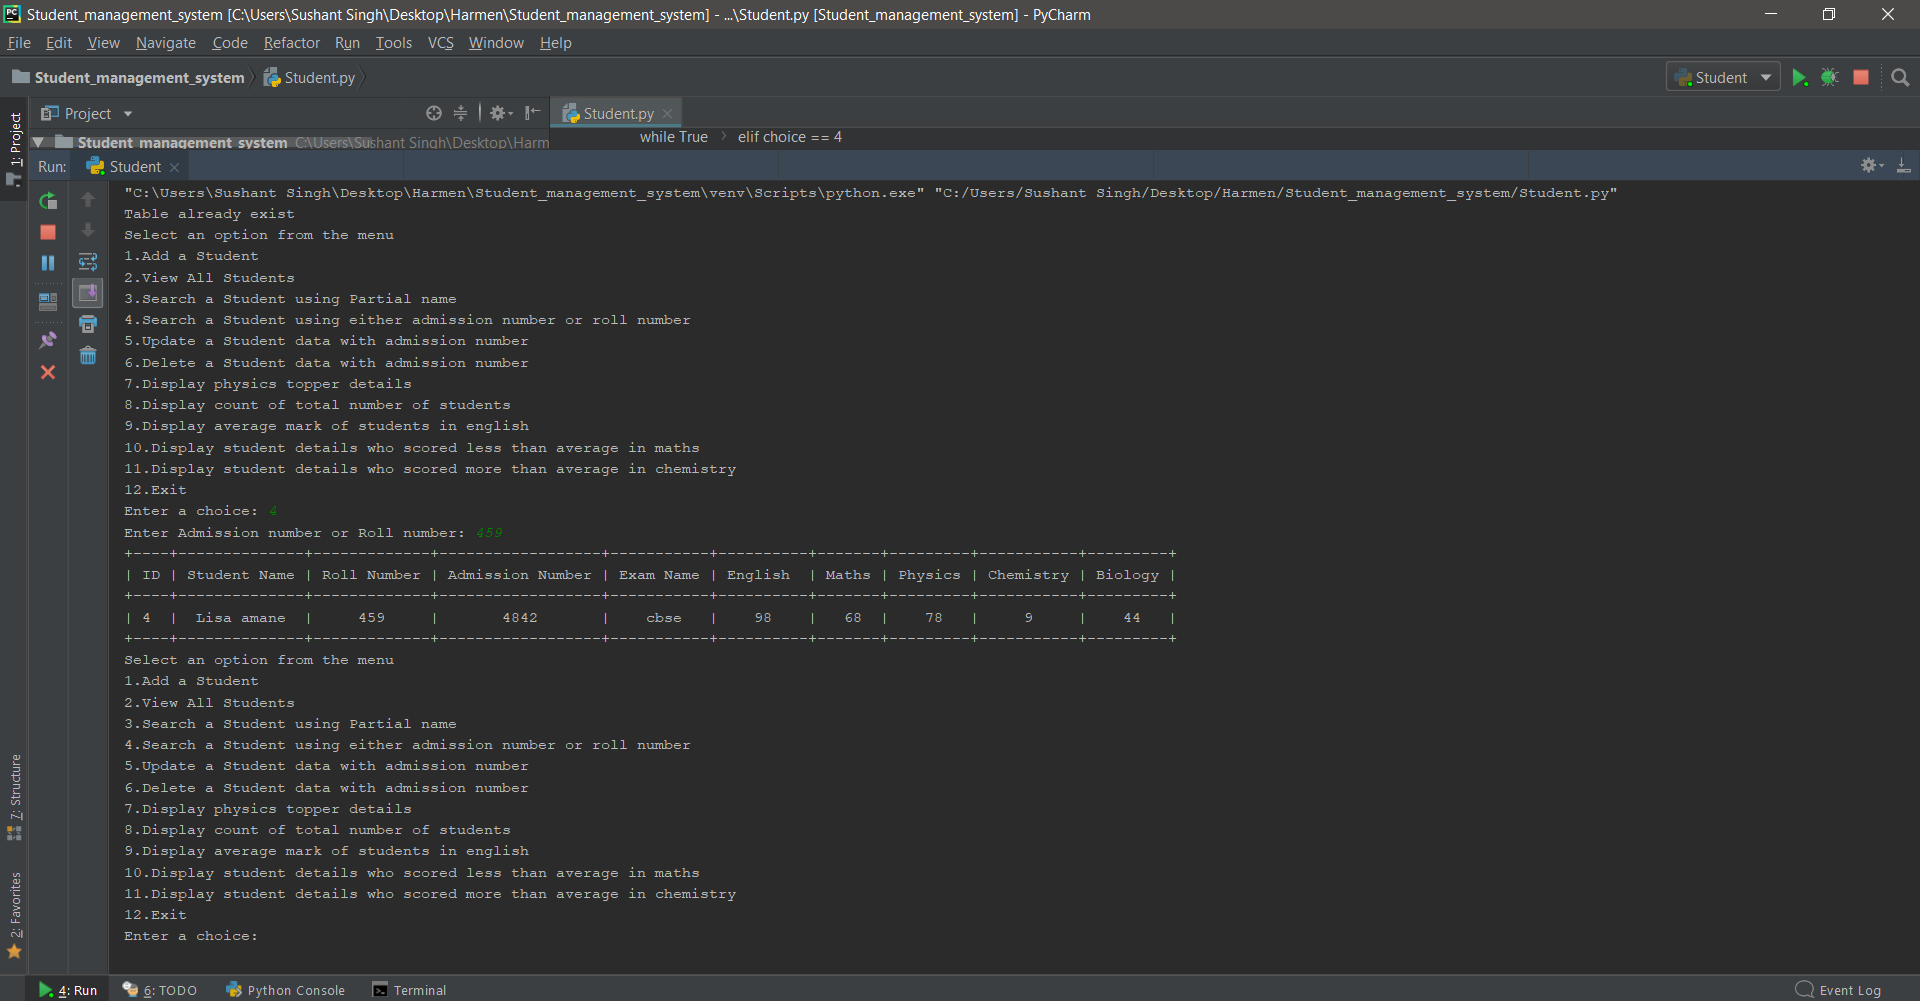 Student_management_system [C:\Users\Sushant Singh\Desktop\Harmen\Student_management_system] - ...\Student.py [Student_management_system] - PyCharm
File Edit View Navigate Code Refactor Run Tools VCS Window Help
Student_management_system Student.py Student
1: Project Project Student.py
Student_management_system C:\Users\Sushant Singh\Desktop\Harm while True elif choice == 4
Run: Student
"C:\Users\Sushant Singh\Desktop\Harmen\Student_management_system\venv\Scripts\python.exe" "C:/Users/Sushant Singh/Desktop/Harmen/Student_management_system/Student.py"
Table already exist
Select an option from the menu
1.Add a Student
2.View All Students
3.Search a Student using Partial name
4.Search a Student using either admission number or roll number
5.Update a Student data with admission number
6.Delete a Student data with admission number
7.Display physics topper details
8.Display count of total number of students
9.Display average mark of students in english
10.Display student details who scored less than average in maths
11.Display student details who scored more than average in chemistry
12.Exit
Enter a choice: 4
Enter Admission number or Roll number: 459
+----+--------------+-------------+------------------+-----------+----------+-------+---------+-----------+---------+
| ID | Student Name | Roll Number | Admission Number | Exam Name | English  | Maths | Physics | Chemistry | Biology |
+----+--------------+-------------+------------------+-----------+----------+-------+---------+-----------+---------+
| 4  |  Lisa amane  |     459     |       4842       |    cbse   |    98    |   68  |    78   |     9     |    44   |
+----+--------------+-------------+------------------+-----------+----------+-------+---------+-----------+---------+
Select an option from the menu
1.Add a Student
2.View All Students
3.Search a Student using Partial name
4.Search a Student using either admission number or roll number
5.Update a Student data with admission number
6.Delete a Student data with admission number
7.Display physics topper details
8.Display count of total number of students
9.Display average mark of students in english
10.Display student details who scored less than average in maths
11.Display student details who scored more than average in chemistry
12.Exit
Enter a choice:
7: Structure
2: Favorites
4: Run 6: TODO Python Console Terminal Event Log